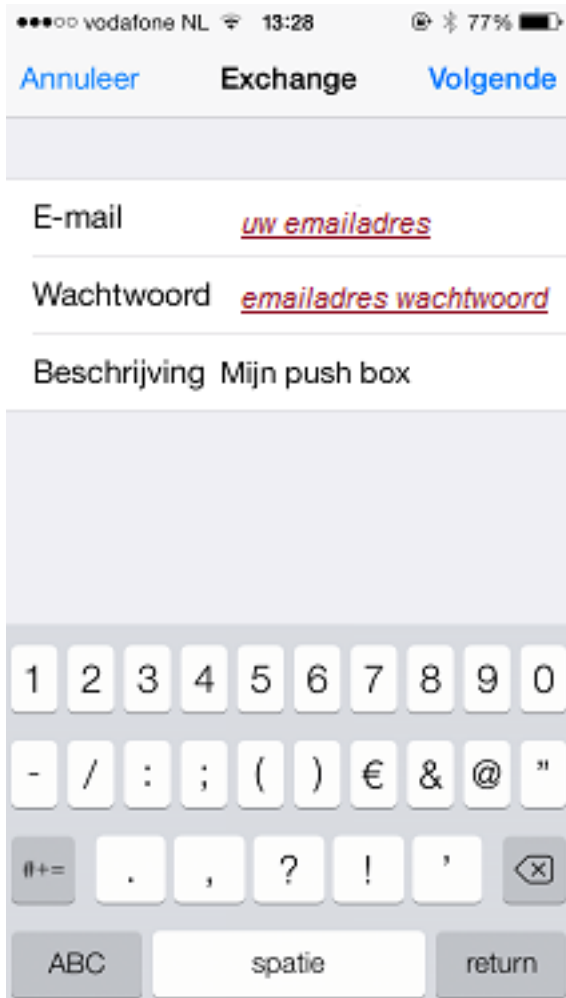 vodafone NL 13:28 77%
Annuleer Exchange Volgende
E-mail uw emailadres
Wachtwoord emailadres wachtwoord
Beschrijving Mijn push box
1 2 3 4 5 6 7 8 9 0
- / : ; ( ) € & @ "
#+= . , ? ! '
ABC spatie return